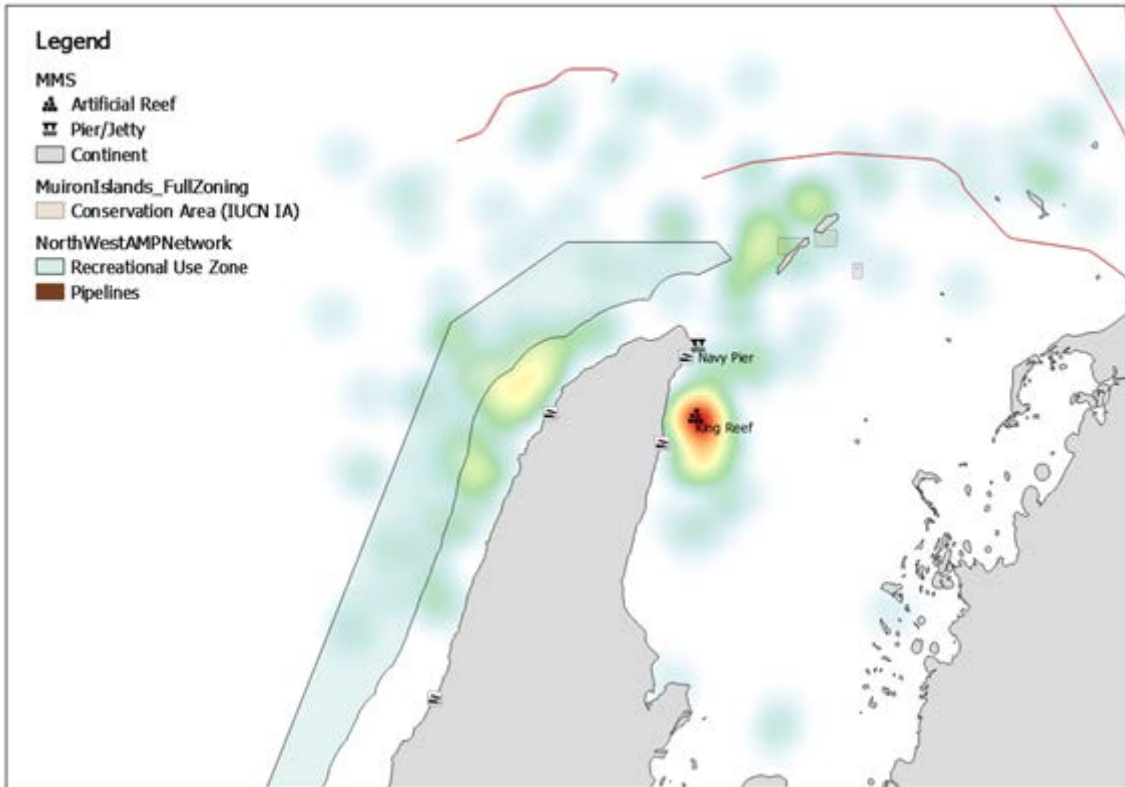 Legend
MMS
Artificial Reef
Pier/Jetty
Continent
MuironIslands_FullZoning
Conservation Area (IUCN IA)
NorthWestAMPNetwork
Recreational Use Zone
Pipelines
Navy Pier
King Reef